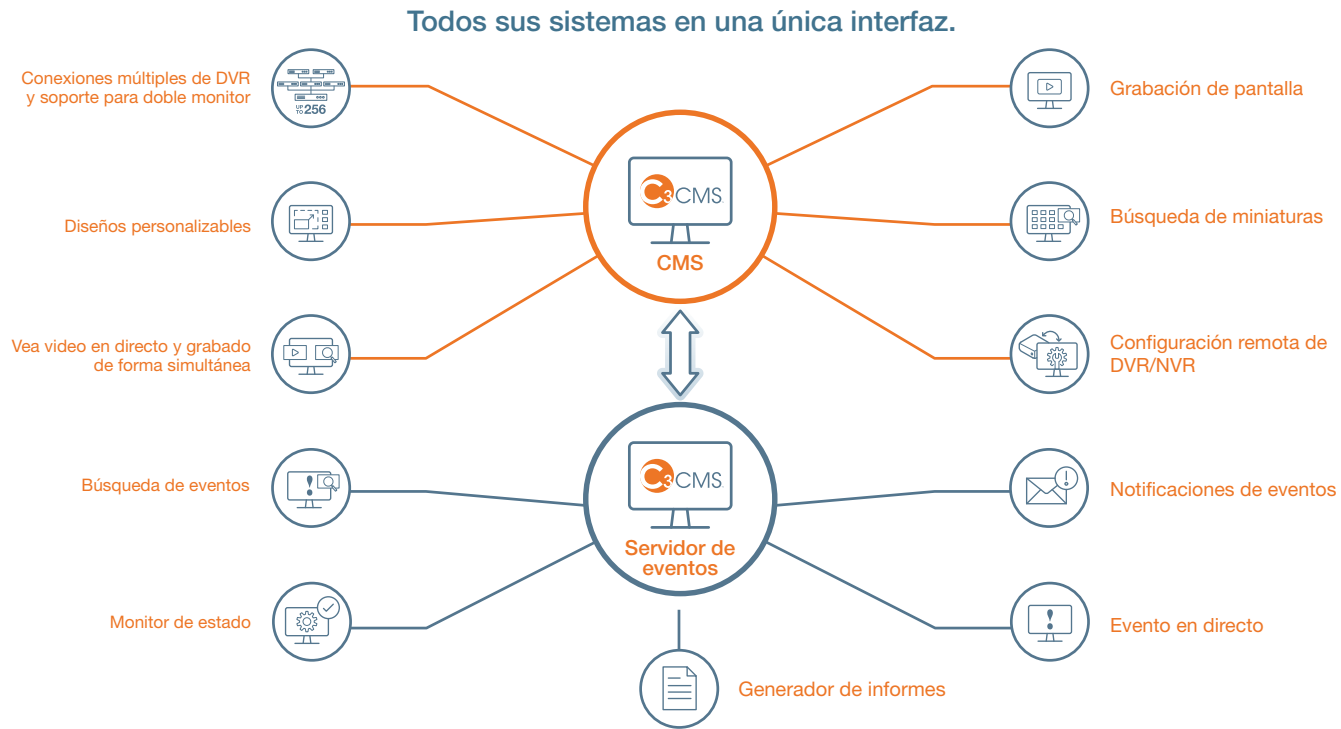 Todos sus sistemas en una única interfaz.
Conexiones múltiples de DVR
y soporte para doble monitor
UP TO 256
Diseños personalizables
Vea video en directo y grabado
de forma simultánea
Búsqueda de eventos
Monitor de estado
C3 CMS
CMS
C3 CMS
Servidor de
eventos
Generador de informes
Grabación de pantalla
Búsqueda de miniaturas
Configuración remota de
DVR/NVR
Notificaciones de eventos
Evento en directo